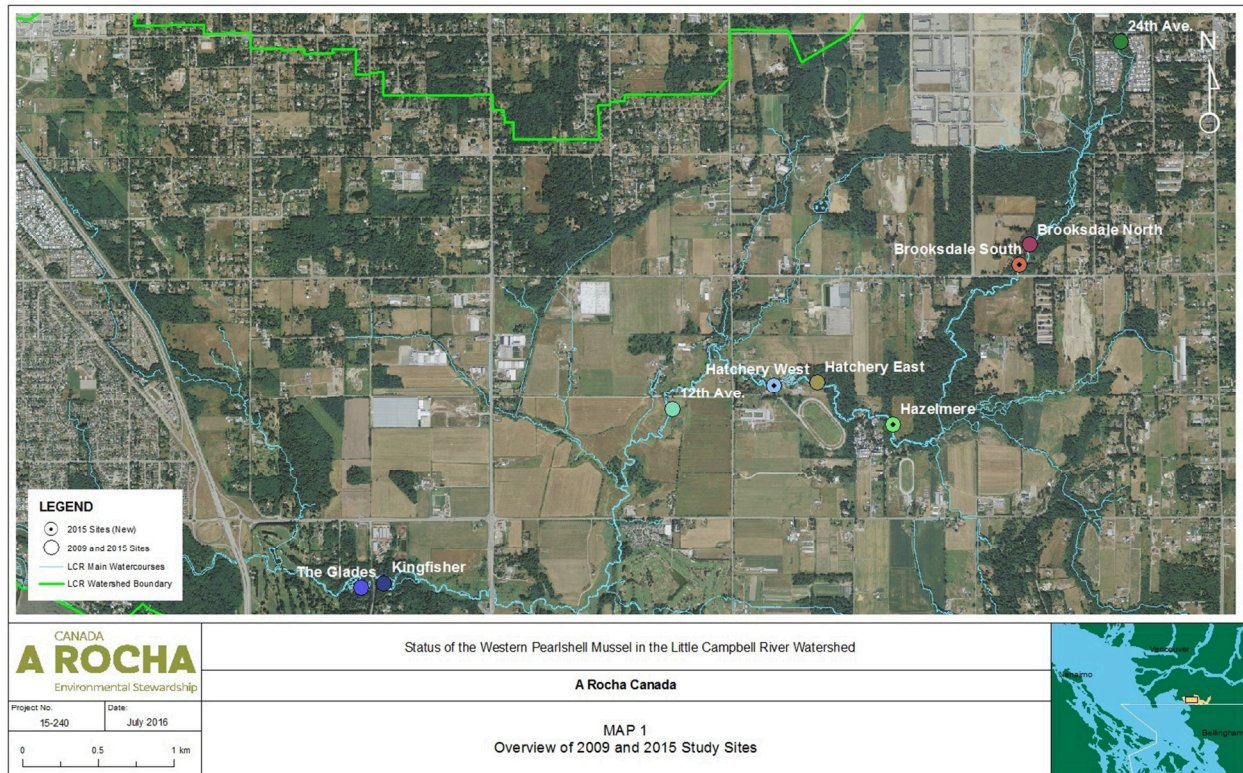 24th Ave.
N
Brooksdale North
Brooksdale South
Hatchery West
Hatchery East
12th Ave.
Hazelmere
The Glades
Kingfisher
LEGEND
2015 Sites (New)
2009 and 2015 Sites
LCR Main Watercourses
LCR Watershed Boundary
CANADA
A ROCHA
Environmental Stewardship
Project No.
15-240
Date:
July 2016
0 0.5 1 km
Status of the Western Pearlshell Mussel in the Little Campbell River Watershed
A Rocha Canada
MAP 1
Overview of 2009 and 2015 Study Sites
Vancouver
Nanaimo
Bellingham